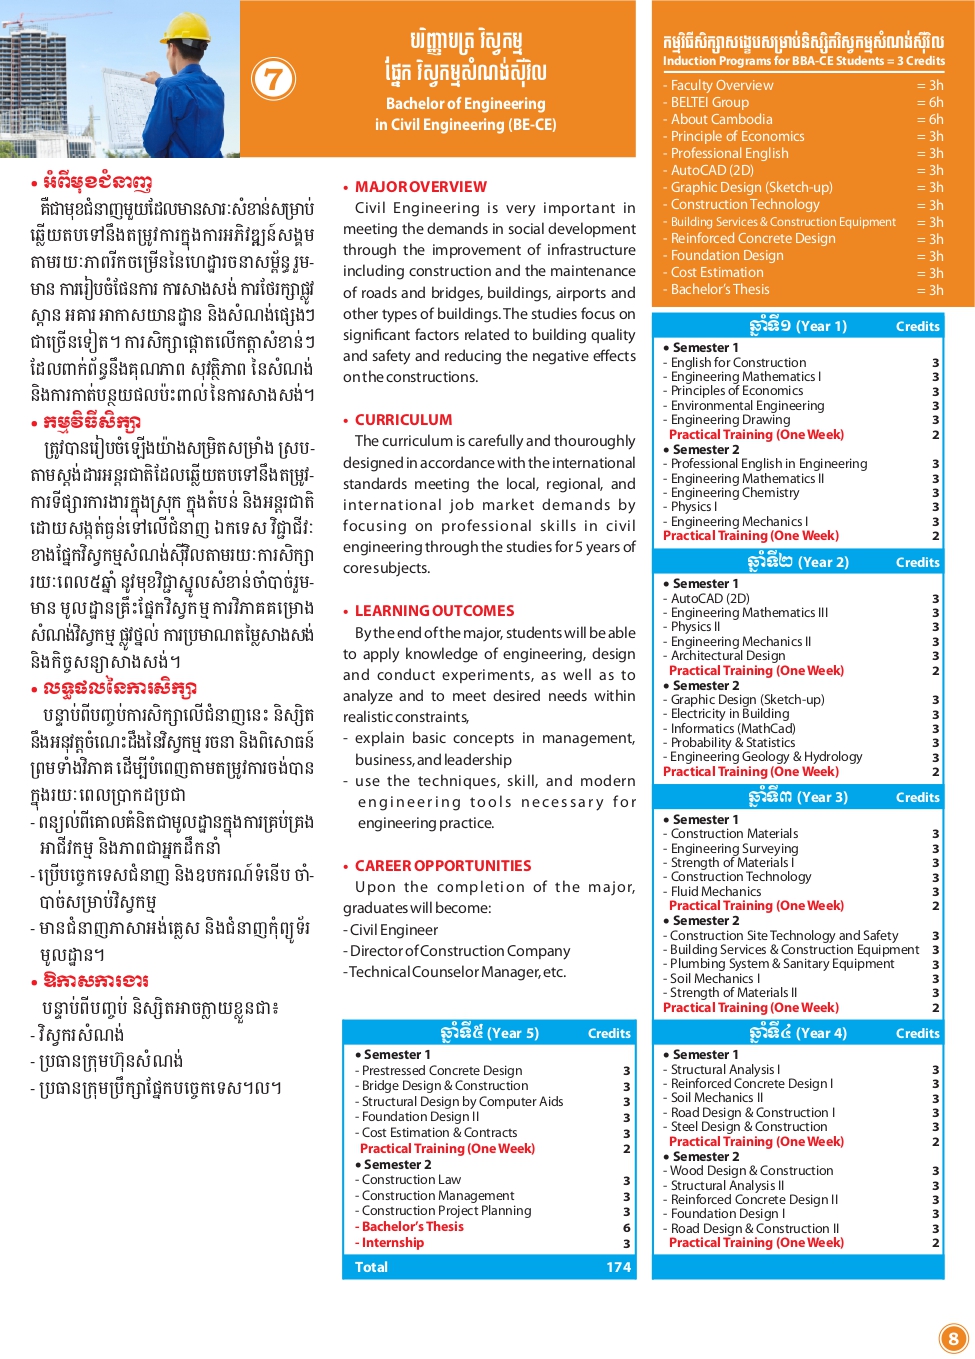 7
បរិញ្ញាបត្រ វិស្វកម្ម
ផ្នែក វិស្វកម្មសំណង់ស៊ីវិល
Bachelor of Engineering
in Civil Engineering (BE-CE)
• អំពីមុខជំនាញ
គឺជាមុខជំនាញមួយដែលមានសារៈសំខាន់សម្រាប់
ឆ្លើយតបទៅនឹងតម្រូវការក្នុងការអភិវឌ្ឍន៍សង្គម
តាមរយៈភាពរីកចម្រើននៃហេដ្ឋារចនាសម្ព័ន្ធរួម-
មាន ការរៀបចំផែនការ ការសាងសង់ ការថែរក្សាផ្លូវ
ស្ពាន អគារ អាកាសយានដ្ឋាន និងសំណង់ផ្សេងៗ
ជាច្រើនទៀត។ ការសិក្សាផ្តោតលើកត្តាសំខាន់ៗ
ដែលពាក់ព័ន្ធនឹងគុណភាព សុវត្ថិភាព នៃសំណង់
និងការកាត់បន្ថយផលប៉ះពាល់នៃការសាងសង់។
• កម្មវិធីសិក្សា
ត្រូវបានរៀបចំឡើងយ៉ាងសម្រិតសម្រាំង ស្រប-
តាមស្តង់ដារអន្តរជាតិដែលឆ្លើយតបទៅនឹងតម្រូវ-
ការទីផ្សារការងារក្នុងស្រុក ក្នុងតំបន់ និងអន្តរជាតិ
ដោយសង្កត់ធ្ងន់ទៅលើជំនាញ ឯកទេស វិជ្ជាជីវៈ
ខាងផ្នែកវិស្វកម្មសំណង់ស៊ីវិលតាមរយៈការសិក្សា
រយៈពេល៥ឆ្នាំ នូវមុខវិជ្ជាស្នូលសំខាន់ចាំបាច់រួម-
មាន មូលដ្ឋានគ្រឹះផ្នែកវិស្វកម្ម ការវិភាគគម្រោង
សំណង់វិស្វកម្ម ផ្លូវថ្នល់ ការប្រមាណតម្លៃសាងសង់
និងកិច្ចសន្យាសាងសង់។
• លទ្ធផលនៃការសិក្សា
បន្ទាប់ពីបញ្ចប់ការសិក្សាលើជំនាញនេះ និស្សិត
នឹងអនុវត្តចំណេះដឹងនៃវិស្វកម្ម រចនា និងពិសោធន៍
ព្រមទាំងវិភាគ ដើម្បីបំពេញតាមតម្រូវការចង់បាន
ក្នុងរយៈពេលប្រាកដប្រជា
- ពន្យល់ពីគោលគំនិតជាមូលដ្ឋានក្នុងការគ្រប់គ្រង
អាជីវកម្ម និងភាពជាអ្នកដឹកនាំ
- ប្រើបច្ចេកទេសជំនាញ និងឧបករណ៍ទំនើប ចាំ-
បាច់សម្រាប់វិស្វកម្ម
- មានជំនាញភាសាអង់គ្លេស និងជំនាញកុំព្យូទ័រ
មូលដ្ឋាន។
• ឱកាសការងារ
បន្ទាប់ពីបញ្ចប់ និស្សិតអាចក្លាយខ្លួនជា៖
- វិស្វករសំណង់
- ប្រធានក្រុមហ៊ុនសំណង់
- ប្រធានក្រុមប្រឹក្សាផ្នែកបច្ចេកទេស។ល។
• MAJOR OVERVIEW
Civil Engineering is very important in
meeting the demands in social development
through the improvement of infrastructure
including construction and the maintenance
of roads and bridges, buildings, airports and
other types of buildings. The studies focus on
significant factors related to building quality
and safety and reducing the negative effects
on the constructions.
• CURRICULUM
The curriculum is carefully and thouroughly
designed in accordance with the international
standards meeting the local, regional, and
international job market demands by
focusing on professional skills in civil
engineering through the studies for 5 years of
core subjects.
• LEARNING OUTCOMES
By the end of the major, students will be able
to apply knowledge of engineering, design
and conduct experiments, as well as to
analyze and to meet desired needs within
realistic constraints,
- explain basic concepts in management,
business, and leadership
- use the techniques, skill, and modern
engineering tools necessary for
engineering practice.
• CAREER OPPORTUNITIES
Upon the completion of the major,
graduates will become:
- Civil Engineer
- Director of Construction Company
- Technical Counselor Manager, etc.
ឆ្នាំទី៥ (Year 5) Credits
• Semester 1
- Prestressed Concrete Design 3
- Bridge Design & Construction 3
- Structural Design by Computer Aids 3
- Foundation Design II 3
- Cost Estimation & Contracts 3
Practical Training (One Week) 2
• Semester 2
- Construction Law 3
- Construction Management 3
- Construction Project Planning 3
- Bachelor's Thesis 6
- Internship 3
Total 174
កម្មវិធីសិក្សាសង្ខេបសម្រាប់និស្សិតវិស្វកម្មសំណង់ស៊ីវិល
Induction Programs for BBA-CE Students = 3 Credits
- Faculty Overview = 3h
- BELTEI Group = 6h
- About Cambodia = 6h
- Principle of Economics = 3h
- Professional English = 3h
- AutoCAD (2D) = 3h
- Graphic Design (Sketch-up) = 3h
- Construction Technology = 3h
- Building Services & Construction Equipment = 3h
- Reinforced Concrete Design = 3h
- Foundation Design = 3h
- Cost Estimation = 3h
- Bachelor's Thesis = 3h
ឆ្នាំទី១ (Year 1) Credits
• Semester 1
- English for Construction 3
- Engineering Mathematics I 3
- Principles of Economics 3
- Environmental Engineering 3
- Engineering Drawing 3
Practical Training (One Week) 2
• Semester 2
- Professional English in Engineering 3
- Engineering Mathematics II 3
- Engineering Chemistry 3
- Physics I 3
- Engineering Mechanics I 3
Practical Training (One Week) 2
ឆ្នាំទី២ (Year 2) Credits
• Semester 1
- AutoCAD (2D) 3
- Engineering Mathematics III 3
- Physics II 3
- Engineering Mechanics II 3
- Architectural Design 3
Practical Training (One Week) 2
• Semester 2
- Graphic Design (Sketch-up) 3
- Electricity in Building 3
- Informatics (MathCad) 3
- Probability & Statistics 3
- Engineering Geology & Hydrology 3
Practical Training (One Week) 2
ឆ្នាំទី៣ (Year 3) Credits
• Semester 1
- Construction Materials 3
- Engineering Surveying 3
- Strength of Materials I 3
- Construction Technology 3
- Fluid Mechanics 3
Practical Training (One Week) 2
• Semester 2
- Construction Site Technology and Safety 3
- Building Services & Construction Equipment 3
- Plumbing System & Sanitary Equipment 3
- Soil Mechanics I 3
- Strength of Materials II 3
Practical Training (One Week) 2
ឆ្នាំទី៤ (Year 4) Credits
• Semester 1
- Structural Analysis I 3
- Reinforced Concrete Design I 3
- Soil Mechanics II 3
- Road Design & Construction I 3
- Steel Design & Construction 3
Practical Training (One Week) 2
• Semester 2
- Wood Design & Construction 3
- Structural Analysis II 3
- Reinforced Concrete Design II 3
- Foundation Design I 3
- Road Design & Construction II 3
Practical Training (One Week) 2
8